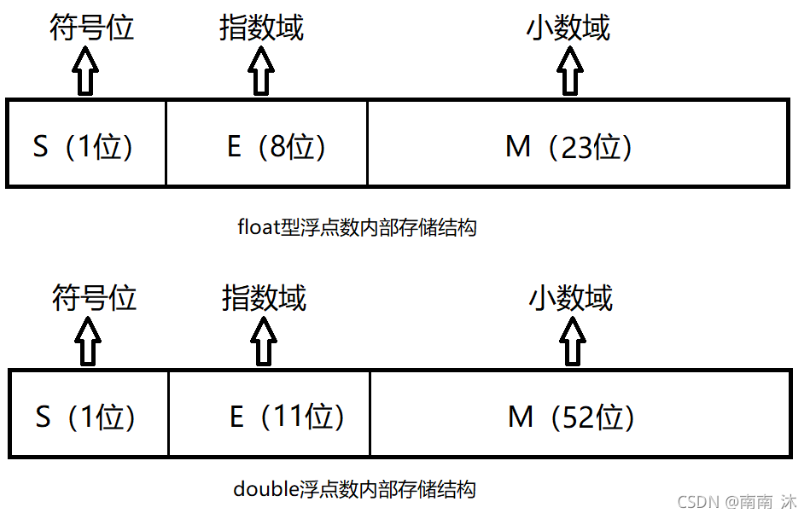 符号位 指数域 小数域
S（1位） E（8位） M（23位）
float型浮点数内部存储结构
符号位 指数域 小数域
S（1位） E（11位） M（52位）
double浮点数内部存储结构
CSDN @南南_沐